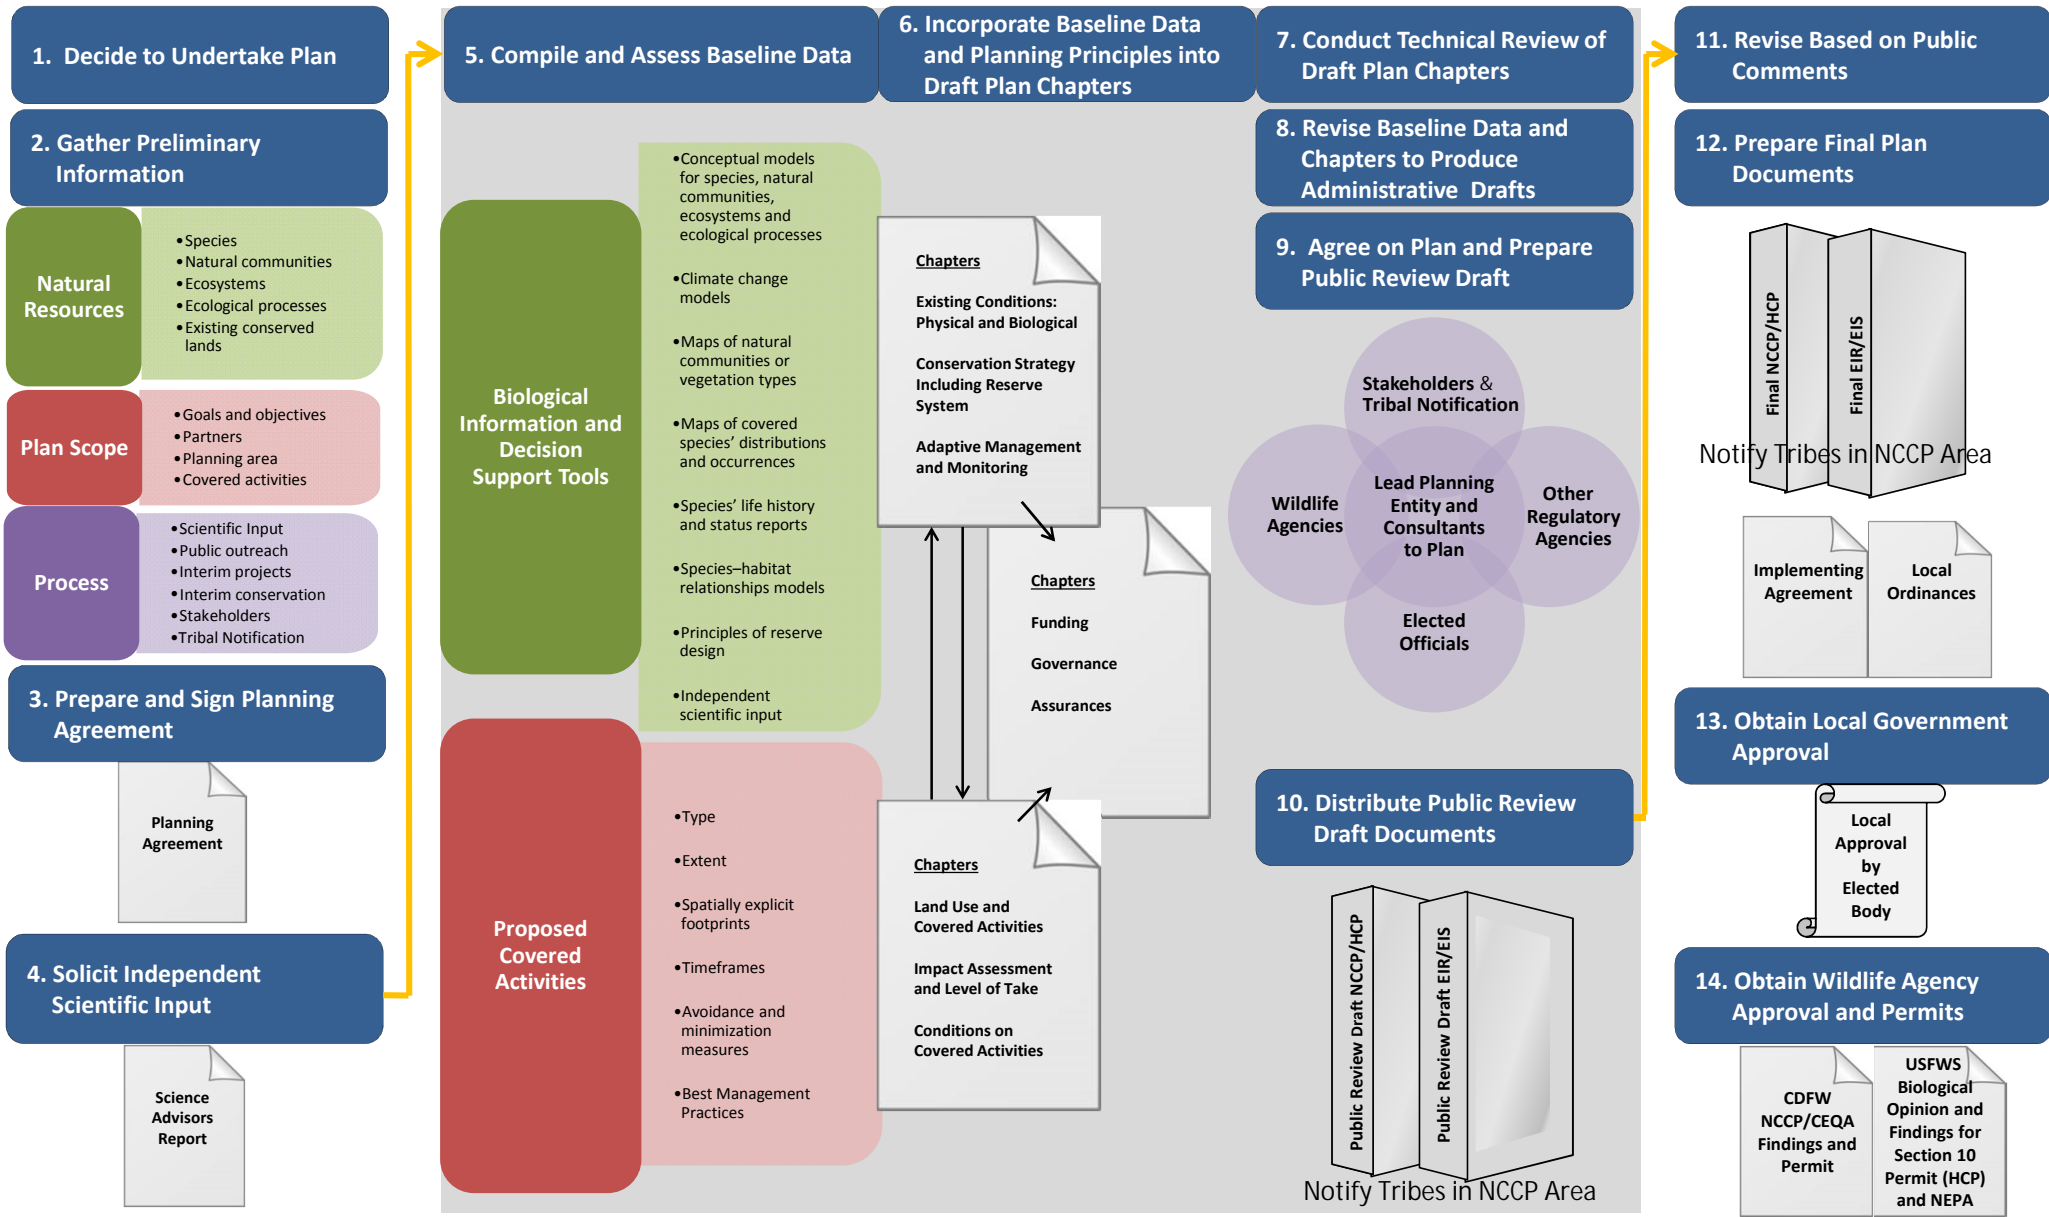 1. Decide to Undertake Plan
2. Gather Preliminary
Information
Natural
Resources
•Species
•Natural communities
•Ecosystems
•Ecological processes
•Existing conserved
lands
Plan Scope
•Goals and objectives
•Partners
•Planning area
•Covered activities
Process
•Scientific Input
•Public outreach
•Interim projects
•Interim conservation
•Stakeholders
•Tribal Notification
3. Prepare and Sign Planning
Agreement
Planning
Agreement
4. Solicit Independent
Scientific Input
Science
Advisors
Report
5. Compile and Assess Baseline Data
Biological
Information and
Decision
Support Tools
•Conceptual models
for species, natural
communities,
ecosystems and
ecological processes
•Climate change
models
•Maps of natural
communities or
vegetation types
•Maps of covered
species’ distributions
and occurrences
•Species’ life history
and status reports
•Species–habitat
relationships models
•Principles of reserve
design
•Independent
scientific input
Proposed
Covered
Activities
•Type
•Extent
•Spatially explicit
footprints
•Timeframes
•Avoidance and
minimization
measures
•Best Management
Practices
6. Incorporate Baseline Data
and Planning Principles into
Draft Plan Chapters
Chapters
Existing Conditions:
Physical and Biological
Conservation Strategy
Including Reserve
System
Adaptive Management
and Monitoring
Chapters
Funding
Governance
Assurances
Chapters
Land Use and
Covered Activities
Impact Assessment
and Level of Take
Conditions on
Covered Activities
7. Conduct Technical Review of
Draft Plan Chapters
8. Revise Baseline Data and
Chapters to Produce
Administrative Drafts
9. Agree on Plan and Prepare
Public Review Draft
Stakeholders &
Tribal Notification
Wildlife
Agencies
Lead Planning
Entity and
Consultants
to Plan
Other
Regulatory
Agencies
Elected
Officials
10. Distribute Public Review
Draft Documents
Public Review Draft NCCP/HCP
Public Review Draft EIR/EIS
Notify Tribes in NCCP Area
11. Revise Based on Public
Comments
12. Prepare Final Plan
Documents
Final NCCP/HCP
Final EIR/EIS
Notify Tribes in NCCP Area
Implementing
Agreement
Local
Ordinances
13. Obtain Local Government
Approval
Local
Approval
by
Elected
Body
14. Obtain Wildlife Agency
Approval and Permits
CDFW
NCCP/CEQA
Findings and
Permit
USFWS
Biological
Opinion and
Findings for
Section 10
Permit (HCP)
and NEPA